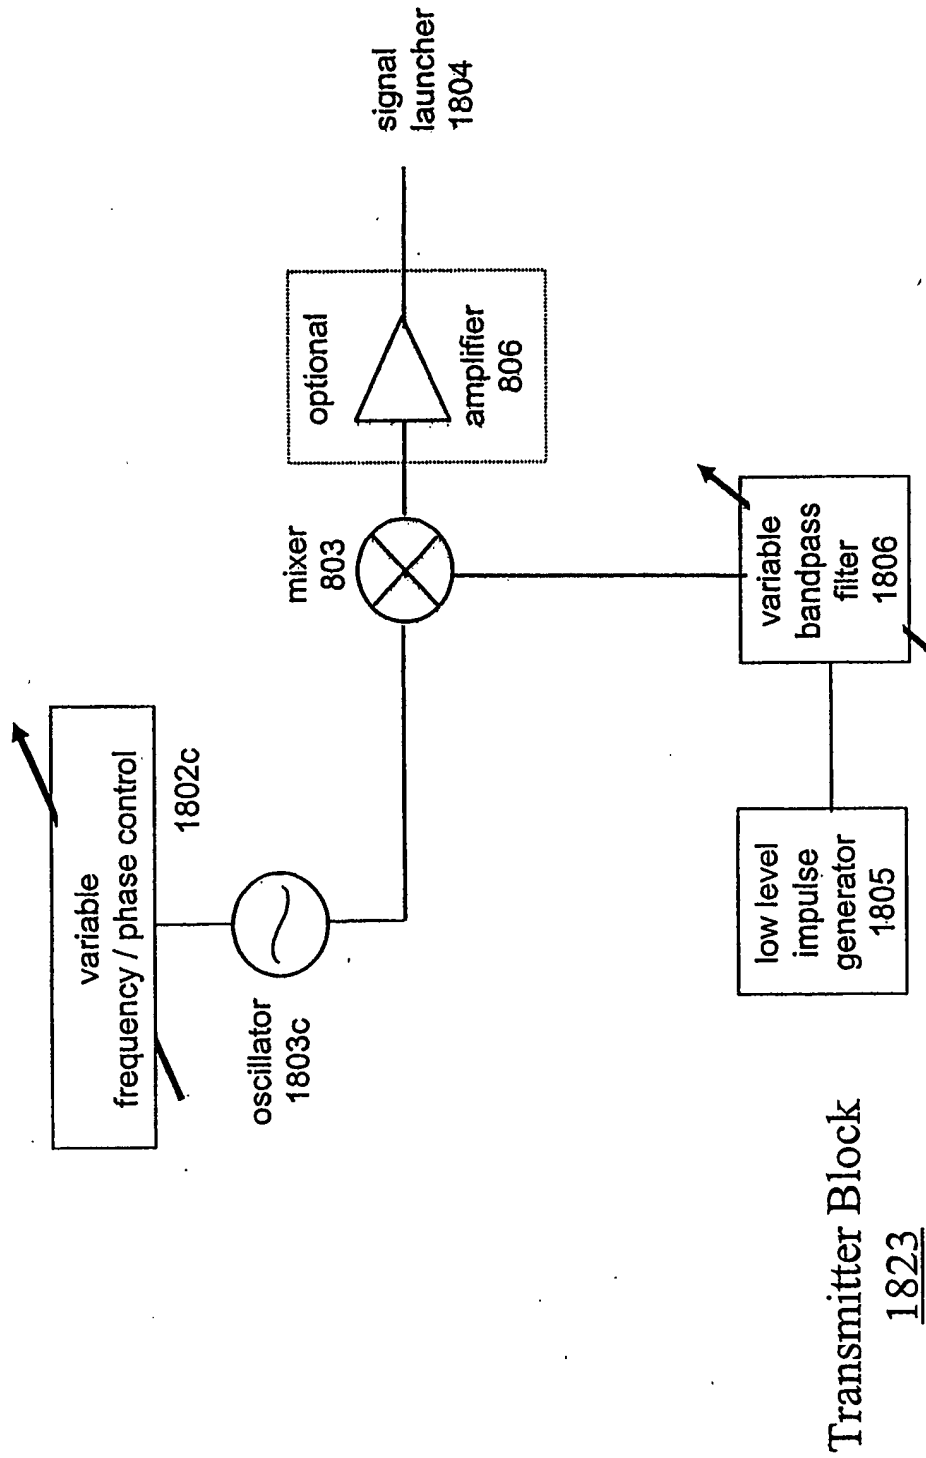 variable
frequency / phase control
1802c
oscillator
1803c
mixer
803
optional
amplifier
806
signal
launcher
1804
low level
impulse
generator
1805
variable
bandpass
filter
1806
Transmitter Block
1823